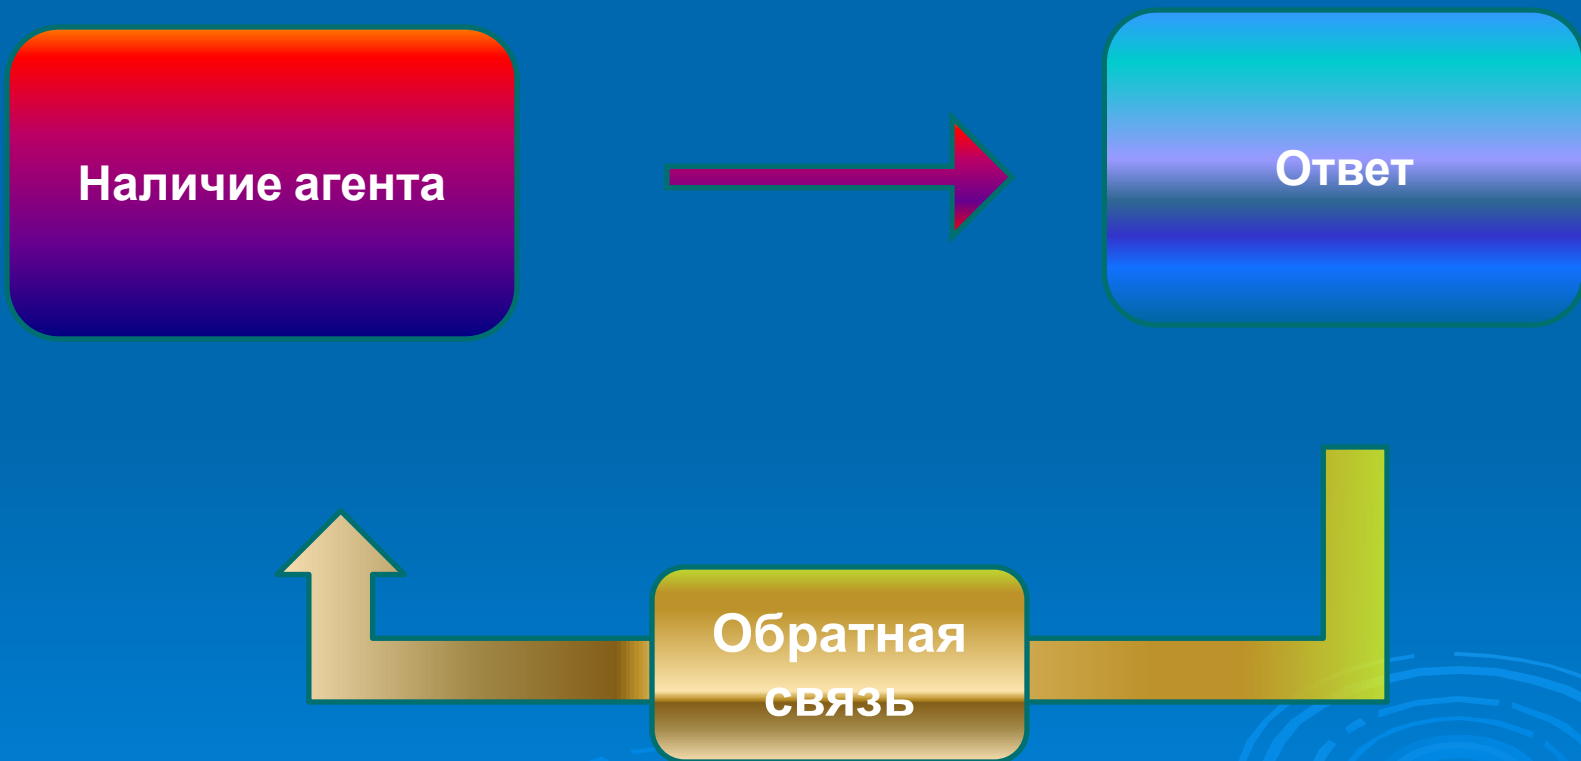 Наличие агента
Ответ
Обратная
связь